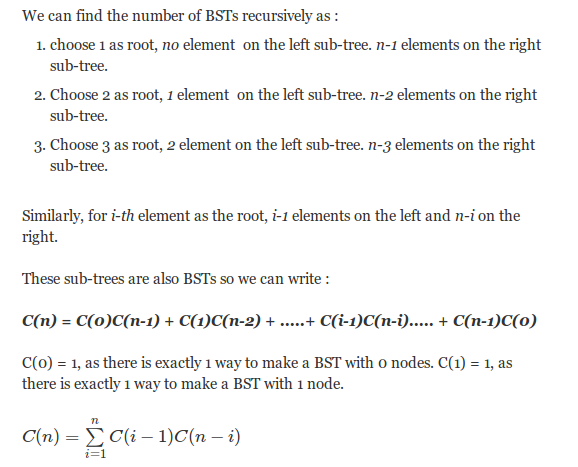 We can find the number of BSTs recursively as :
1. choose 1 as root, no element on the left sub-tree. n-1 elements on the right
sub-tree.
2. Choose 2 as root, 1 element on the left sub-tree. n-2 elements on the right
sub-tree.
3. Choose 3 as root, 2 element on the left sub-tree. n-3 elements on the right
sub-tree.
Similarly, for i-th element as the root, i-1 elements on the left and n-i on the
right.
These sub-trees are also BSTs so we can write :
C(n) = C(0)C(n-1) + C(1)C(n-2) + .....+ C(i-1)C(n-i)..... + C(n-1)C(0)
C(0) = 1, as there is exactly 1 way to make a BST with 0 nodes. C(1) = 1, as
there is exactly 1 way to make a BST with 1 node.
C(n) = ∑_{i=1}^{n} C(i − 1)C(n − i)